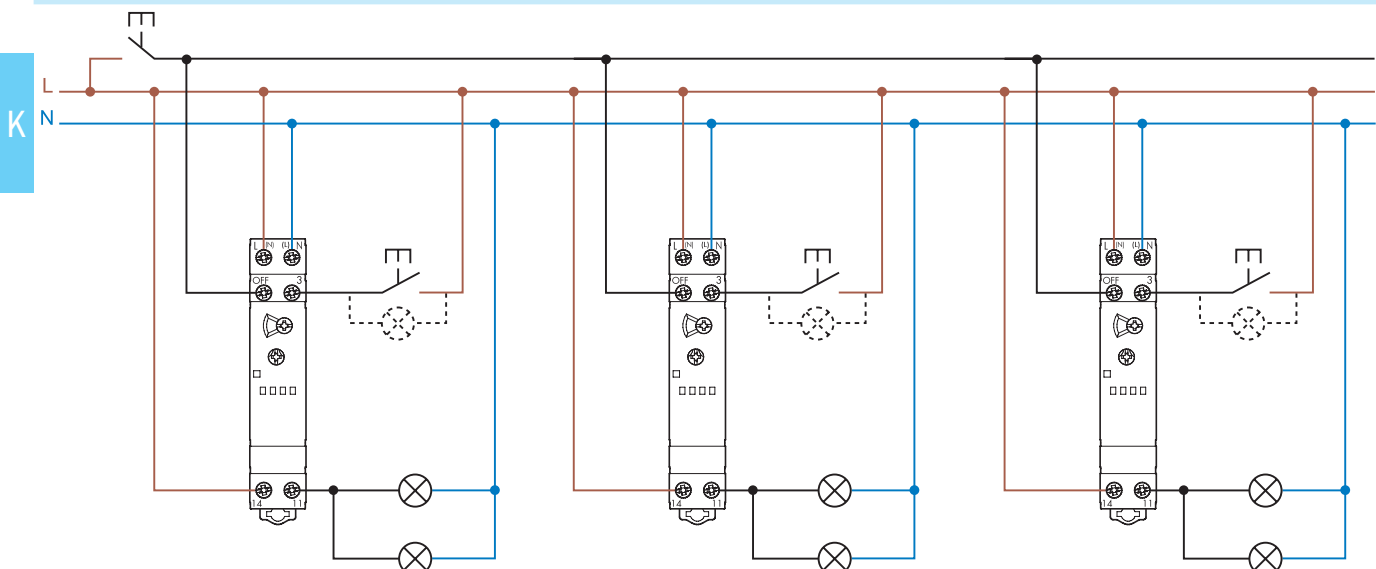 L
K
N
L (N) (L) N
OFF 3
14 11
L (N) (L) N
OFF 3
14 11
L (N) (L) N
OFF 3
14 11